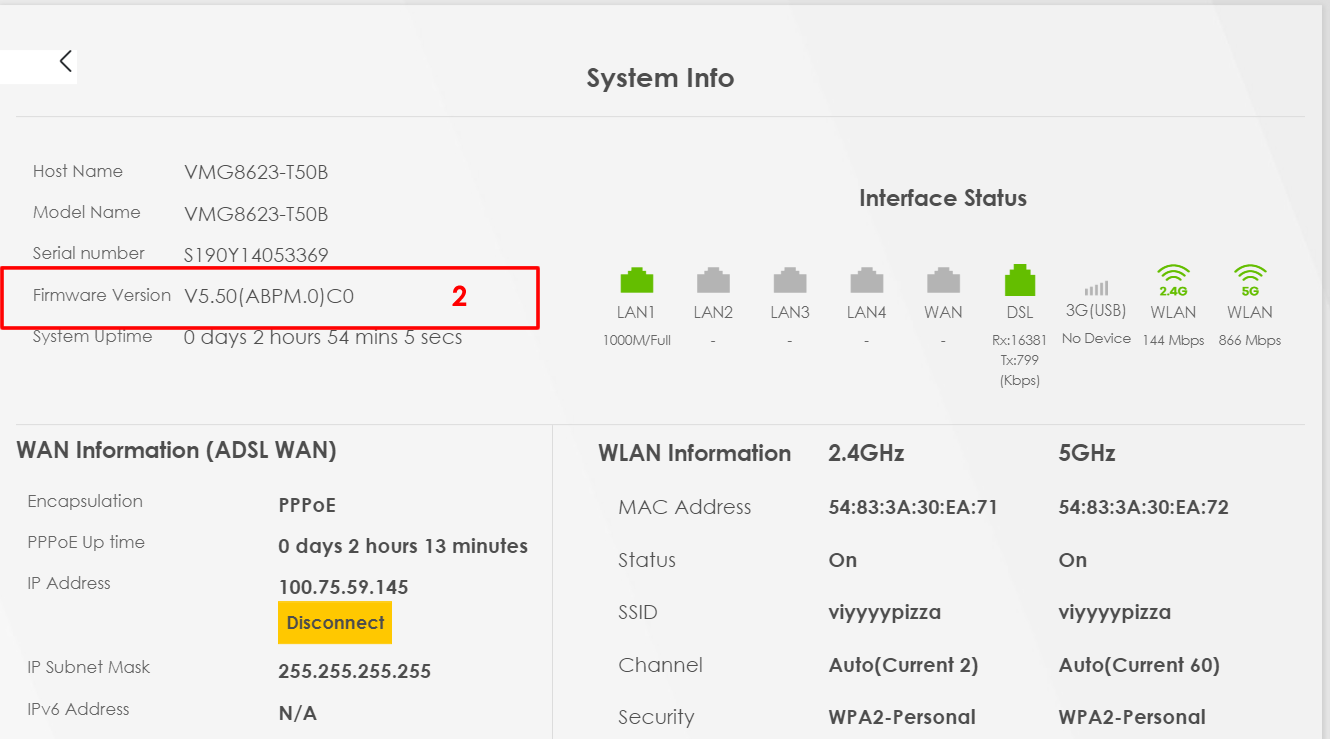 System Info
Host Name VMG8623-T50B
Model Name VMG8623-T50B
Serial number S190Y14053369
Firmware Version V5.50(ABPM.0)C0 2
System Uptime 0 days 2 hours 54 mins 5 secs
Interface Status
2.4G 5G
LAN1 LAN2 LAN3 LAN4 WAN DSL 3G(USB) WLAN WLAN
1000M/Full - - - - Rx:16381 No Device 144 Mbps 866 Mbps
Tx:799
(Kbps)
WAN Information (ADSL WAN)
Encapsulation PPPoE
PPPoE Up time 0 days 2 hours 13 minutes
IP Address 100.75.59.145
Disconnect
IP Subnet Mask 255.255.255.255
IPv6 Address N/A
WLAN Information 2.4GHz 5GHz
MAC Address 54:83:3A:30:EA:71 54:83:3A:30:EA:72
Status On On
SSID viyyyypizza viyyyypizza
Channel Auto(Current 2) Auto(Current 60)
Security WPA2-Personal WPA2-Personal